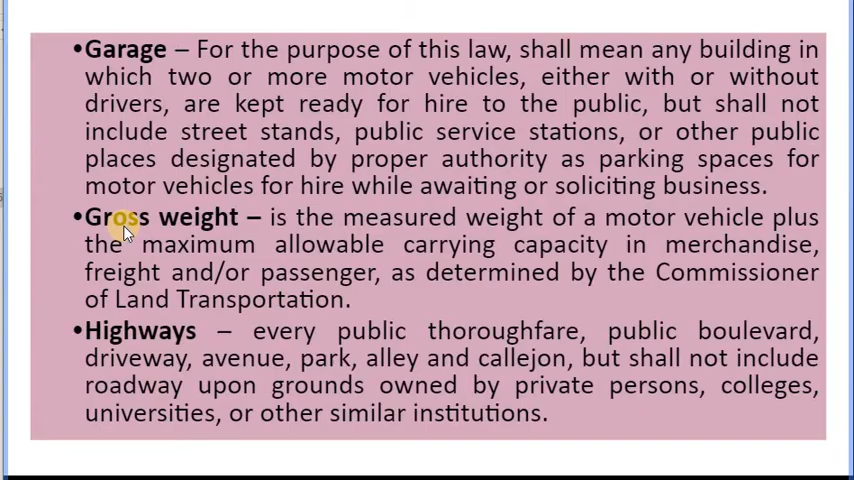 •Garage – For the purpose of this law, shall mean any building in
which two or more motor vehicles, either with or without
drivers, are kept ready for hire to the public, but shall not
include street stands, public service stations, or other public
places designated by proper authority as parking spaces for
motor vehicles for hire while awaiting or soliciting business.
•Gross weight – is the measured weight of a motor vehicle plus
the maximum allowable carrying capacity in merchandise,
freight and/or passenger, as determined by the Commissioner
of Land Transportation.
•Highways – every public thoroughfare, public boulevard,
driveway, avenue, park, alley and callejon, but shall not include
roadway upon grounds owned by private persons, colleges,
universities, or other similar institutions.